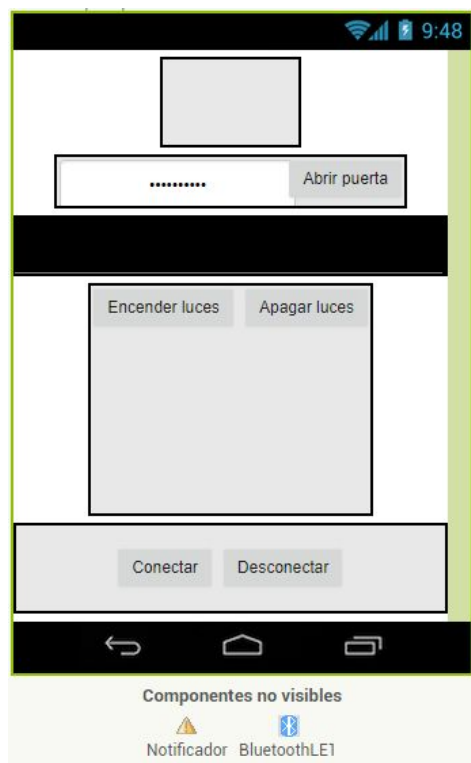 9:48
•••••••••• Abrir puerta
Encender luces Apagar luces
Conectar Desconectar
Componentes no visibles
Notificador BluetoothLE1